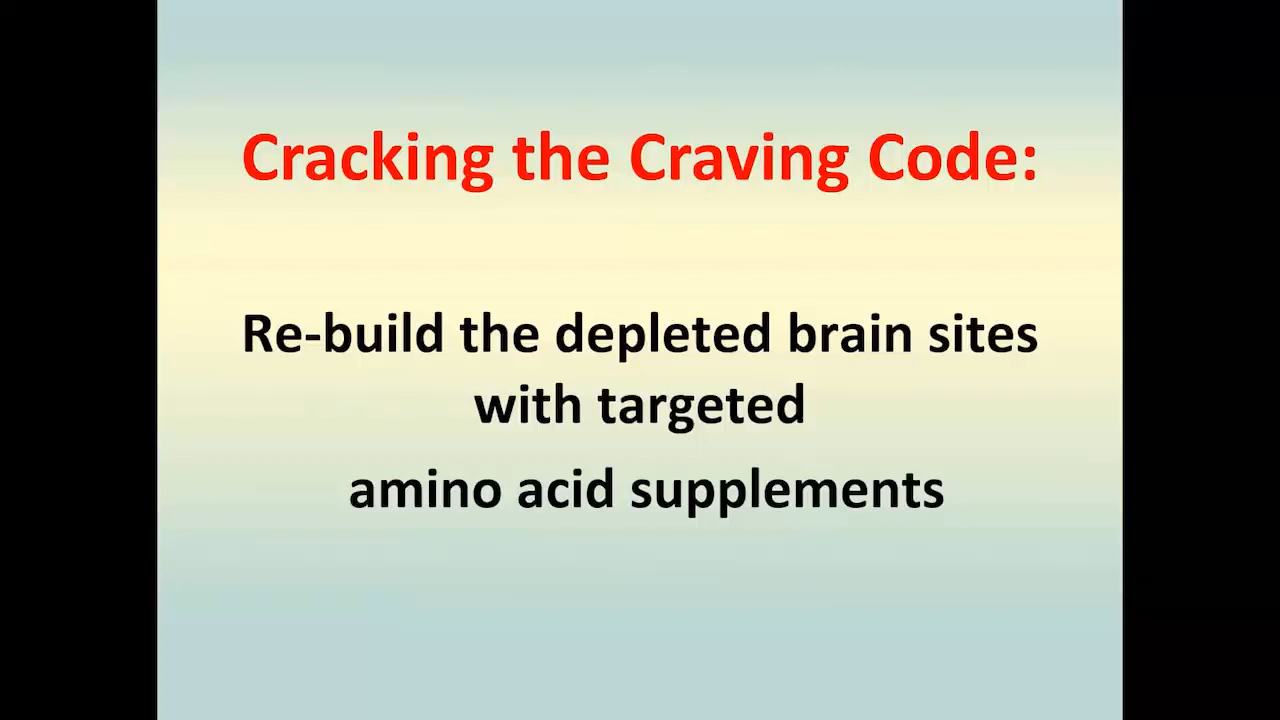 Cracking the Craving Code:
Re-build the depleted brain sites
with targeted
amino acid supplements